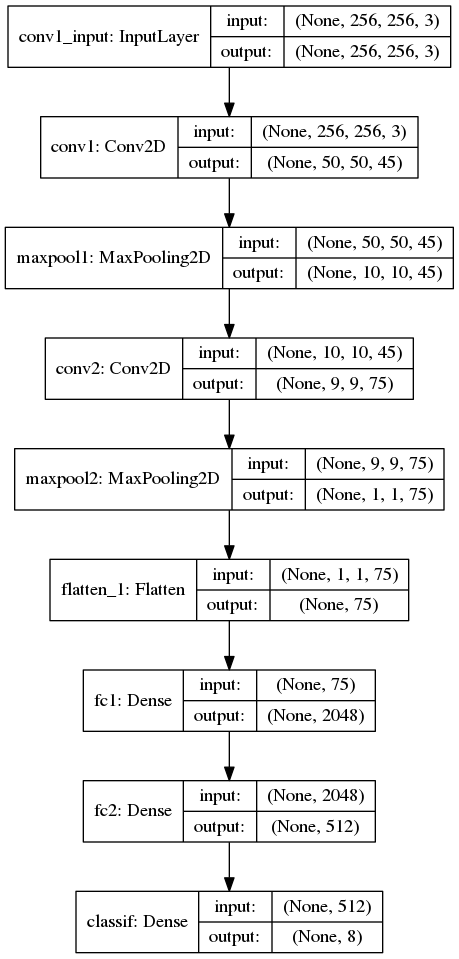 conv1_input: InputLayer
input: (None, 256, 256, 3)
output: (None, 256, 256, 3)
conv1: Conv2D
input: (None, 256, 256, 3)
output: (None, 50, 50, 45)
maxpool1: MaxPooling2D
input: (None, 50, 50, 45)
output: (None, 10, 10, 45)
conv2: Conv2D
input: (None, 10, 10, 45)
output: (None, 9, 9, 75)
maxpool2: MaxPooling2D
input: (None, 9, 9, 75)
output: (None, 1, 1, 75)
flatten_1: Flatten
input: (None, 1, 1, 75)
output: (None, 75)
fc1: Dense
input: (None, 75)
output: (None, 2048)
fc2: Dense
input: (None, 2048)
output: (None, 512)
classif: Dense
input: (None, 512)
output: (None, 8)